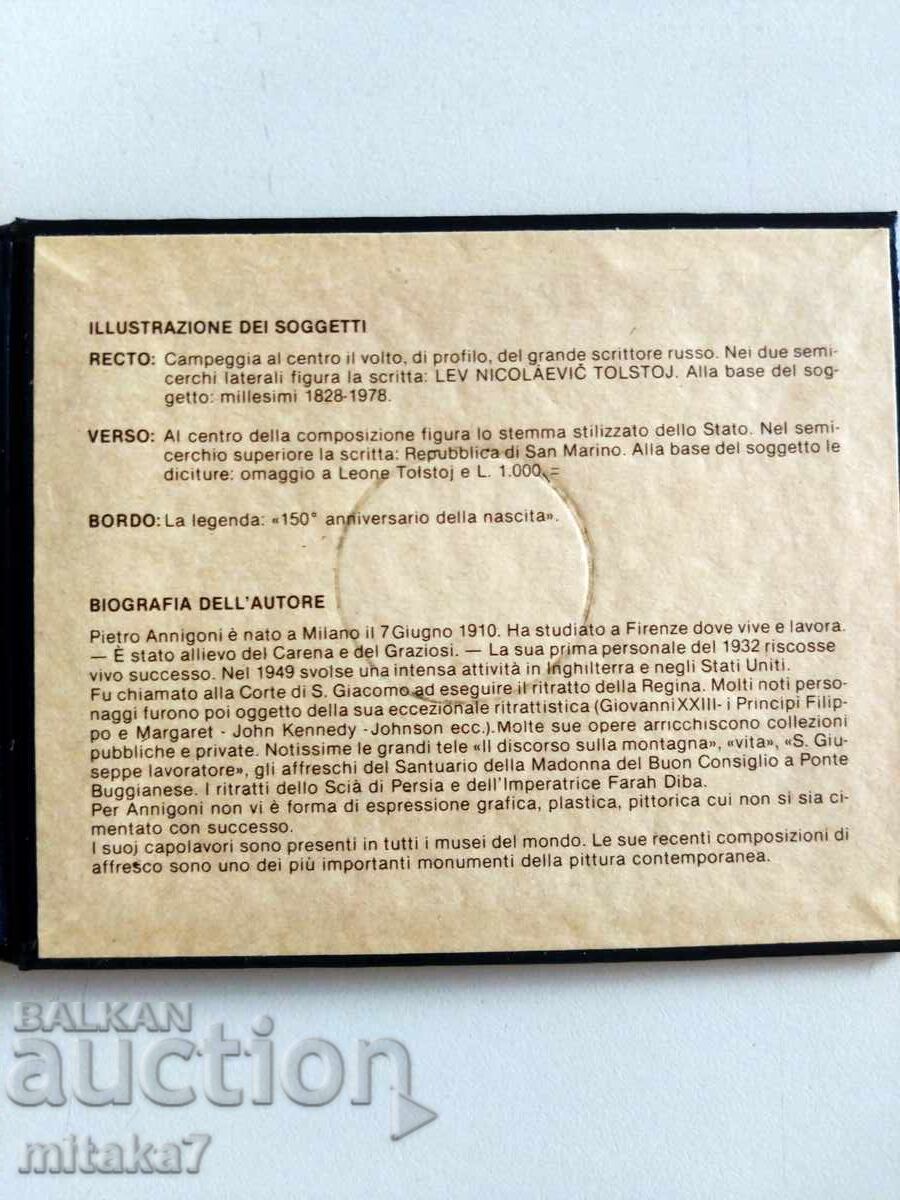 ILLUSTRAZIONE DEI SOGGETTI
RECTO: Campeggia al centro il volto, di profilo, del grande scrittore russo. Nei due semi-
cerchi laterali figura la scritta: LEV NICOLÁEVIČ TOLSTOJ. Alla base del sog-
getto: millesimi 1828-1978.
VERSO: Al centro della composizione figura lo stemma stilizzato dello Stato. Nel semi-
cerchio superiore la scritta: Repubblica di San Marino. Alla base del soggetto le
diciture: omaggio a Leone Tolstoj e L. 1.000.=
BORDO: La legenda: «150° anniversario della nascita».
BIOGRAFIA DELL'AUTORE
Pietro Annigoni è nato a Milano il 7 Giugno 1910. Ha studiato a Firenze dove vive e lavora.
— È stato allievo del Carena e del Graziosi. — La sua prima personale del 1932 riscosse
vivo successo. Nel 1949 svolse una intensa attività in Inghilterra e negli Stati Uniti.
Fu chiamato alla Corte di S. Giacomo ad eseguire il ritratto della Regina. Molti noti perso-
naggi furono poi oggetto della sua eccezionale ritrattistica (Giovanni XXIII- i Principi Filip-
po e Margaret - John Kennedy -Johnson ecc.). Molte sue opere arricchiscono collezioni
pubbliche e private. Notissime le grandi tele «Il discorso sulla montagna», «vita», «S. Giu-
seppe lavoratore», gli affreschi del Santuario della Madonna del Buon Consiglio a Ponte
Buggianese. I ritratti dello Scià di Persia e dell'Imperatrice Farah Diba.
Per Annigoni non vi è forma di espressione grafica, plastica, pittorica cui non si sia ci-
mentato con successo.
I suoj capolavori sono presenti in tutti i musei del mondo. Le sue recenti composizioni di
affresco sono uno dei più importanti monumenti della pittura contemporanea.
BALKAN
auction
mitaka7